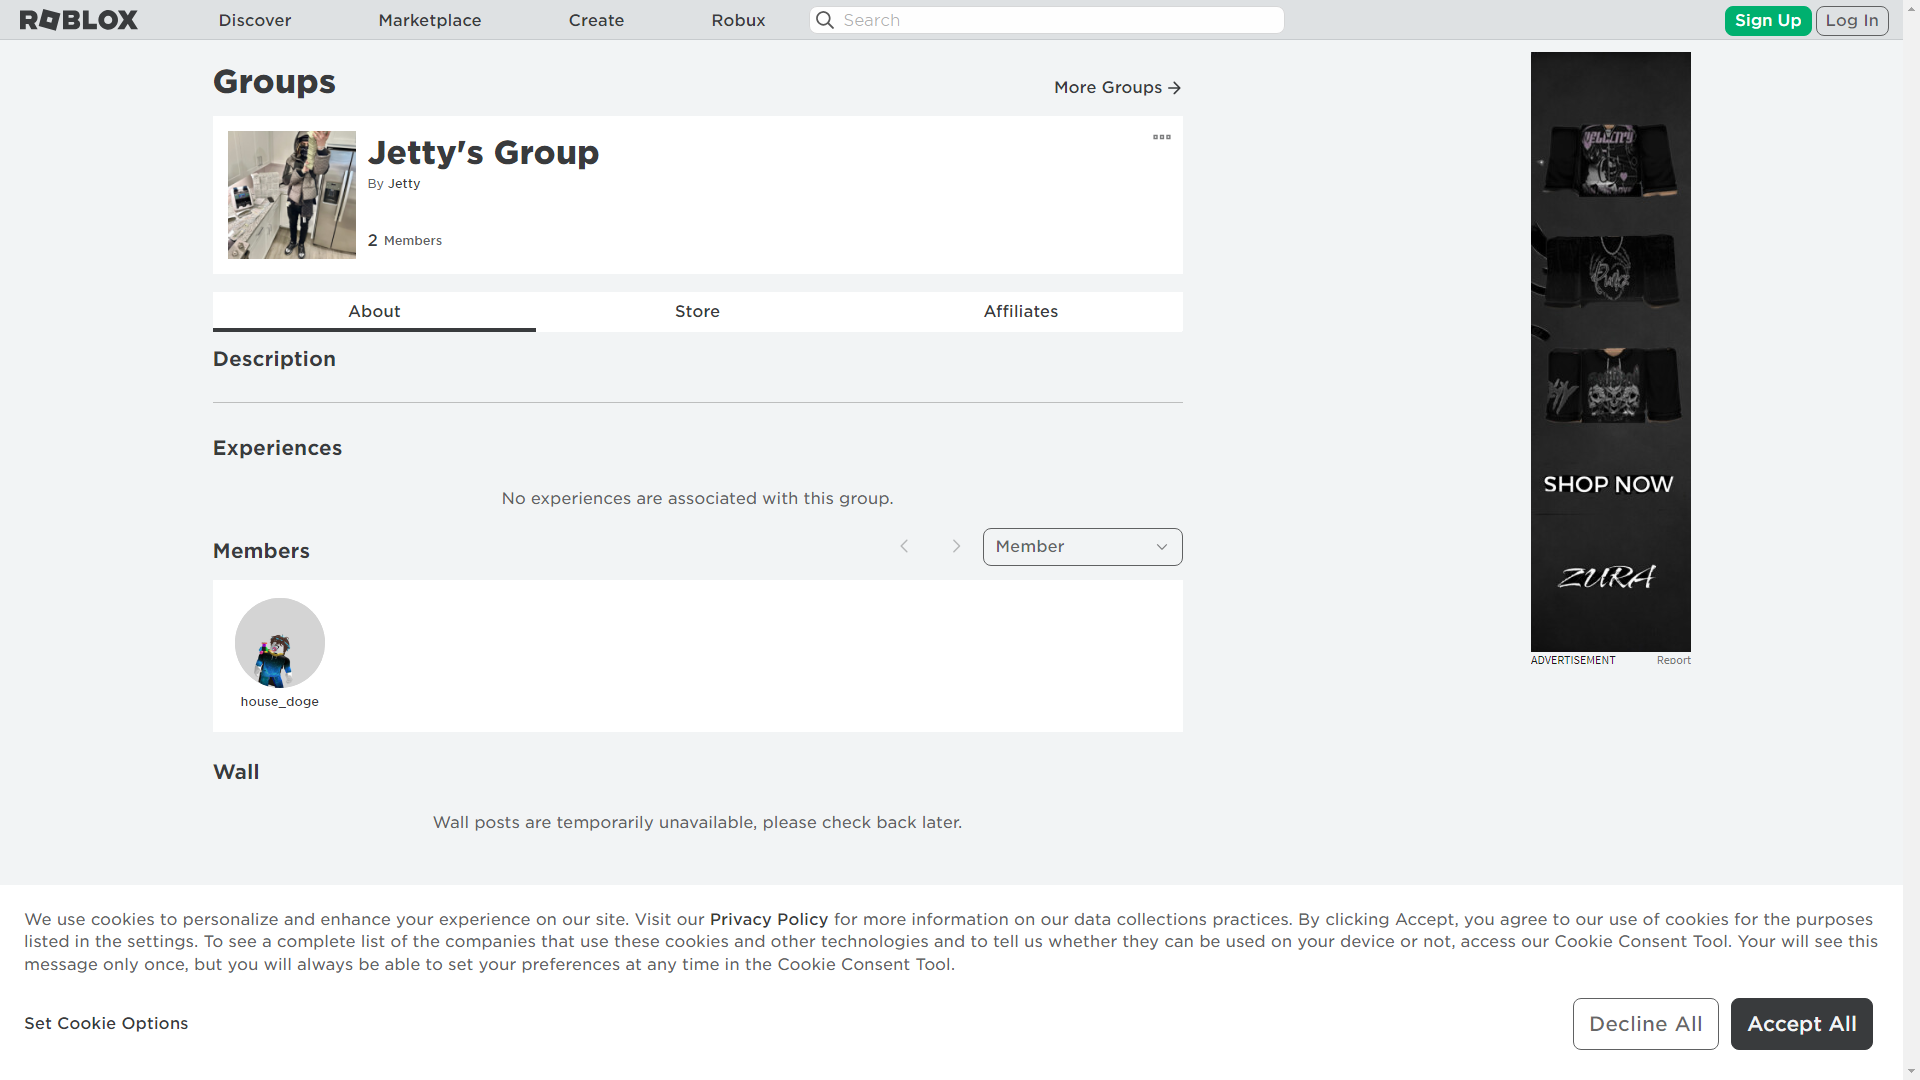 ROBLOX
Discover
Marketplace
Create
Robux
Search
Sign Up
Log In
Groups
More Groups
Jetty's Group
By Jetty
2 Members
About
Store
Affiliates
Description
Experiences
No experiences are associated with this group.
Members
Member
house_doge
Wall
Wall posts are temporarily unavailable, please check back later.
SHOP NOW
ZURA
ADVERTISEMENT
Report
We use cookies to personalize and enhance your experience on our site. Visit our Privacy Policy for more information on our data collections practices. By clicking Accept, you agree to our use of cookies for the purposes
listed in the settings. To see a complete list of the companies that use these cookies and other technologies and to tell us whether they can be used on your device or not, access our Cookie Consent Tool. Your will see this
message only once, but you will always be able to set your preferences at any time in the Cookie Consent Tool.
Set Cookie Options
Decline All
Accept All